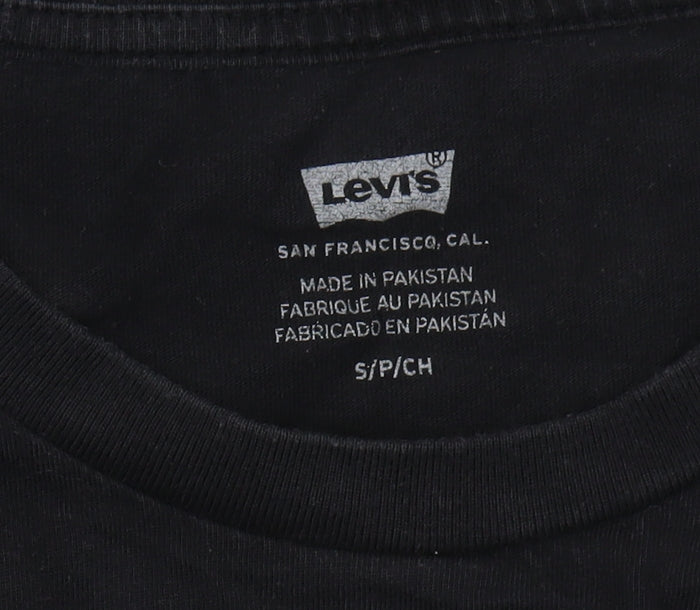 Levi's ®
SAN FRANCISCO, CAL.
MADE IN PAKISTAN
FABRIQUE AU PAKISTAN
FABRICADO EN PAKISTÁN
S/P/CH